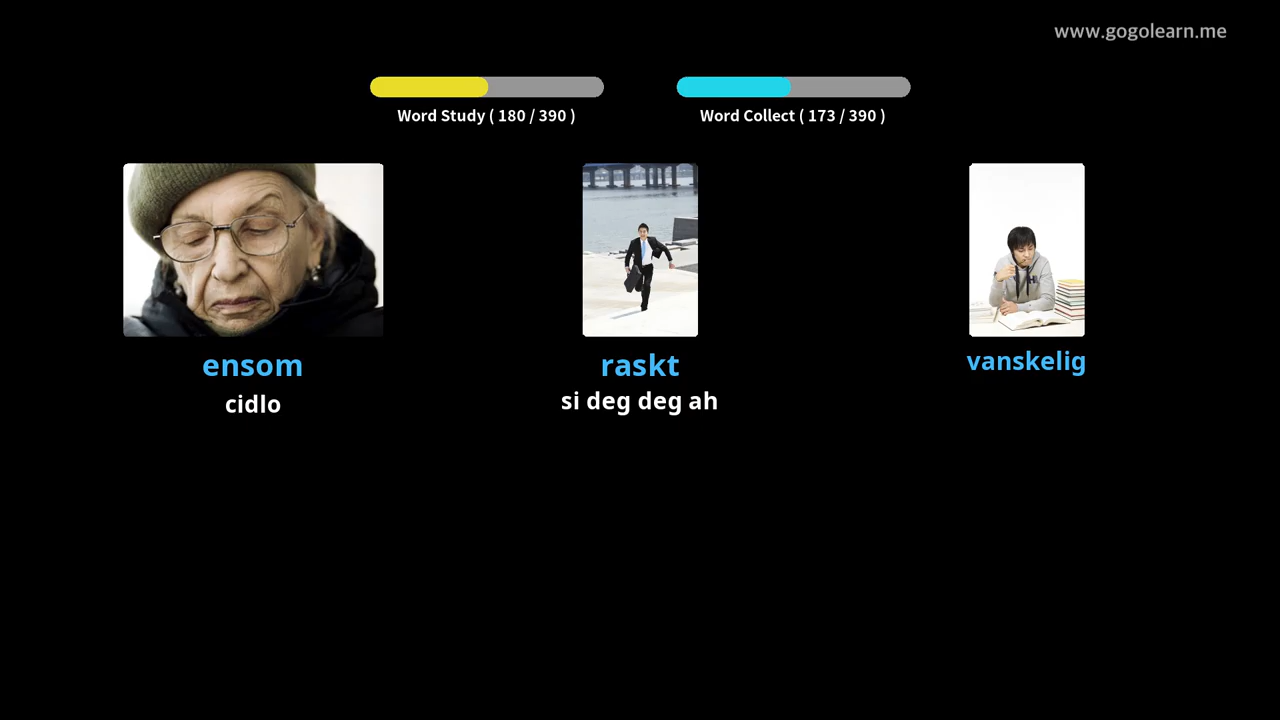 www.gogolearn.me
Word Study ( 180 / 390 )
Word Collect ( 173 / 390 )
ensom
cidlo
raskt
si deg deg ah
vanskelig